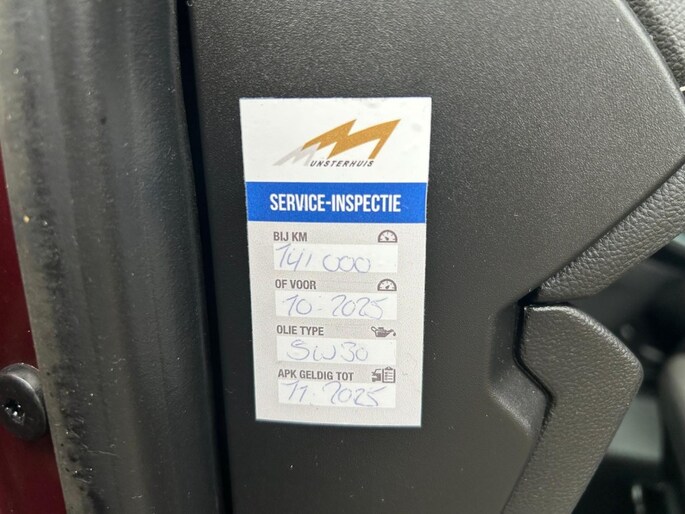 MUNSTERHUIS
SERVICE-INSPECTIE
BIJ KM
141 000
OF VOOR
10-2025
OLIE TYPE
5W30
APK GELDIG TOT
11-2025